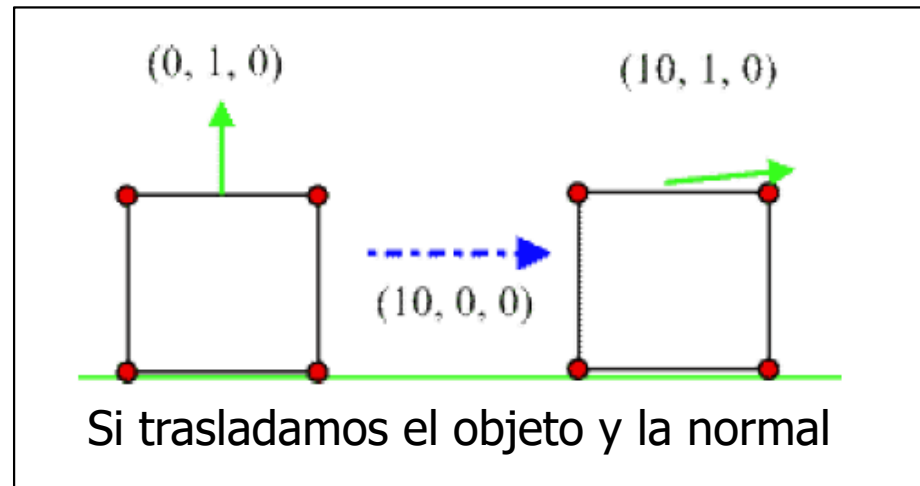 (0, 1, 0)
(10, 1, 0)
(10, 0, 0)
Si trasladamos el objeto y la normal